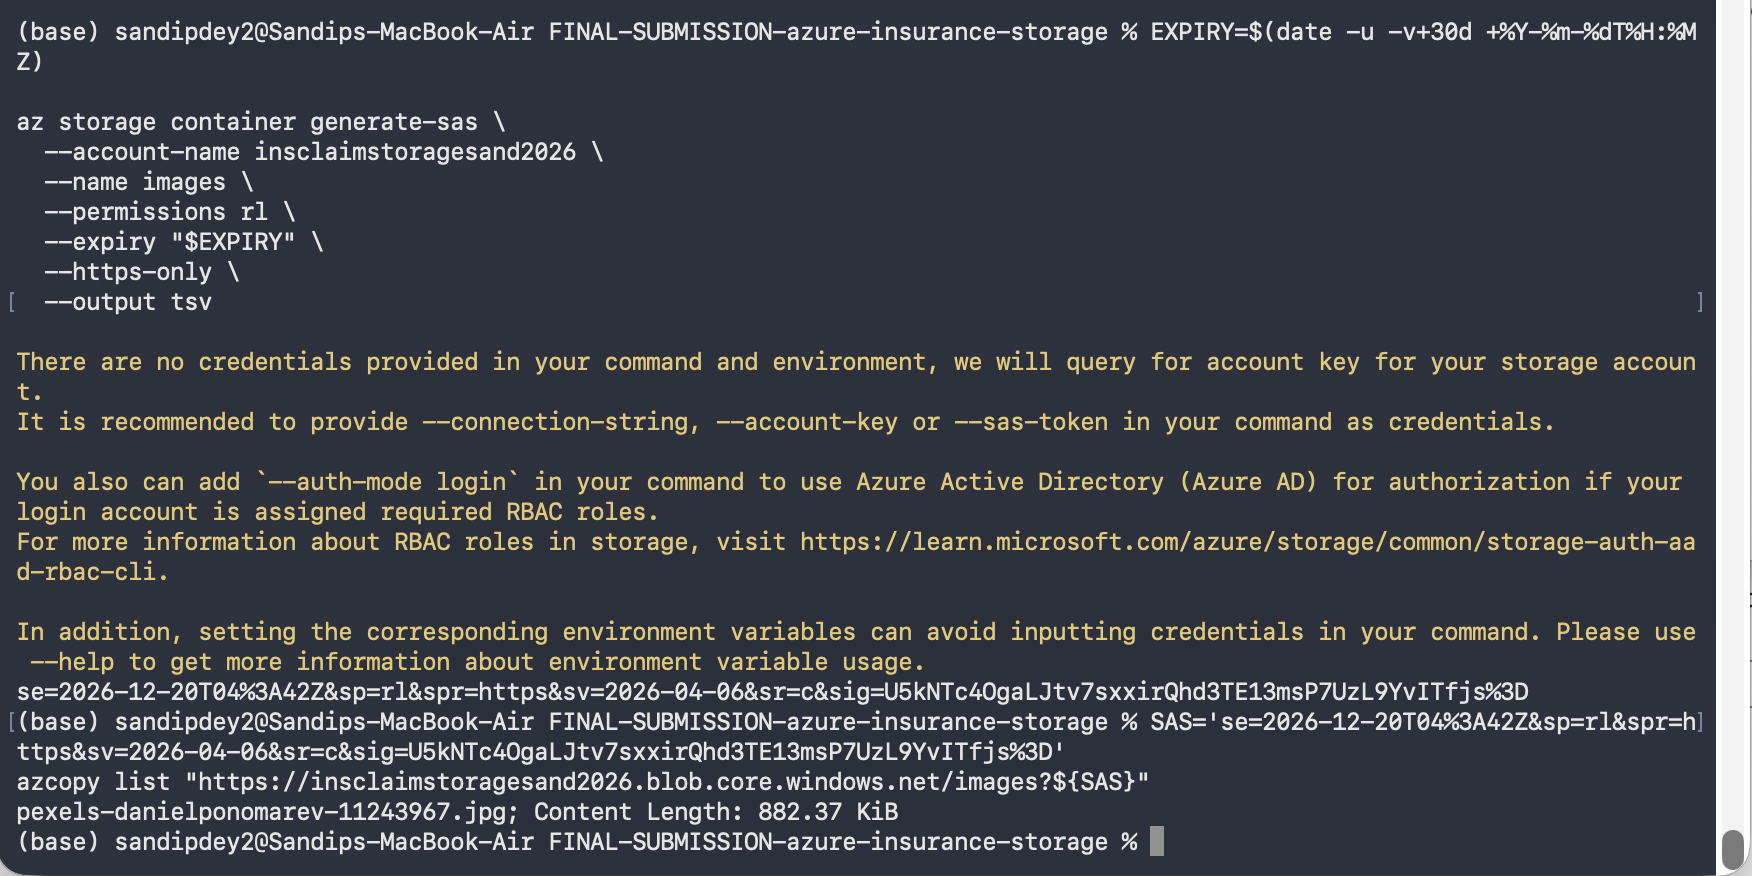 (base) sandipdey2@Sandips-MacBook-Air FINAL-SUBMISSION-azure-insurance-storage % EXPIRY=$(date -u -v+30d +%Y-%m-%dT%H:%M
Z)
az storage container generate-sas \
--account-name insclaimstoragesand2026 \
--name images \
--permissions rl \
--expiry "$EXPIRY" \
--https-only \
[ --output tsv ]
There are no credentials provided in your command and environment, we will query for account key for your storage accoun
t.
It is recommended to provide --connection-string, --account-key or --sas-token in your command as credentials.
You also can add `--auth-mode login` in your command to use Azure Active Directory (Azure AD) for authorization if your
login account is assigned required RBAC roles.
For more information about RBAC roles in storage, visit https://learn.microsoft.com/azure/storage/common/storage-auth-aa
d-rbac-cli.
In addition, setting the corresponding environment variables can avoid inputting credentials in your command. Please use
--help to get more information about environment variable usage.
se=2026-12-20T04%3A42Z&sp=rl&spr=https&sv=2026-04-06&sr=c&sig=U5kNTc4OgaLJtv7sxxirQhd3TE13msP7UzL9YvITfjs%3D
[(base) sandipdey2@Sandips-MacBook-Air FINAL-SUBMISSION-azure-insurance-storage % SAS='se=2026-12-20T04%3A42Z&sp=rl&spr=h]
ttps&sv=2026-04-06&sr=c&sig=U5kNTc4OgaLJtv7sxxirQhd3TE13msP7UzL9YvITfjs%3D'
azcopy list "https://insclaimstoragesand2026.blob.core.windows.net/images?${SAS}"
pexels-danielponomarev-11243967.jpg; Content Length: 882.37 KiB
(base) sandipdey2@Sandips-MacBook-Air FINAL-SUBMISSION-azure-insurance-storage %